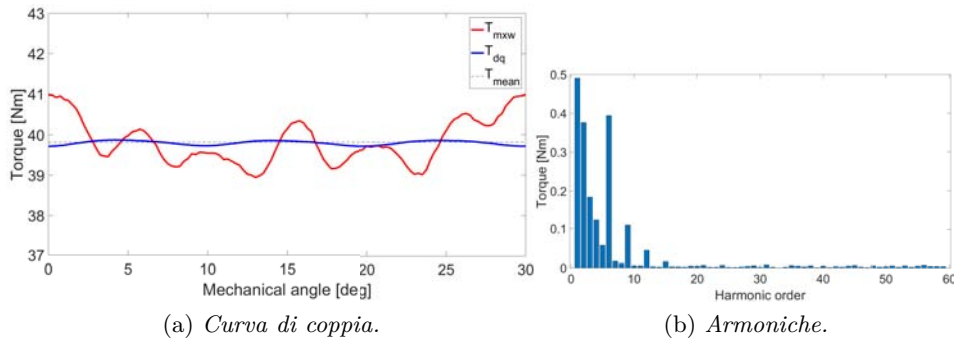 43
42
41
40
39
38
37
Torque [Nm]
0 5 10 15 20 25 30
Mechanical angle [deg]
T_mxw
T_dq
T_mean
(a) Curva di coppia.
0.5
0.4
0.3
0.2
0.1
0
Torque [Nm]
0 10 20 30 40 50 60
Harmonic order
(b) Armoniche.